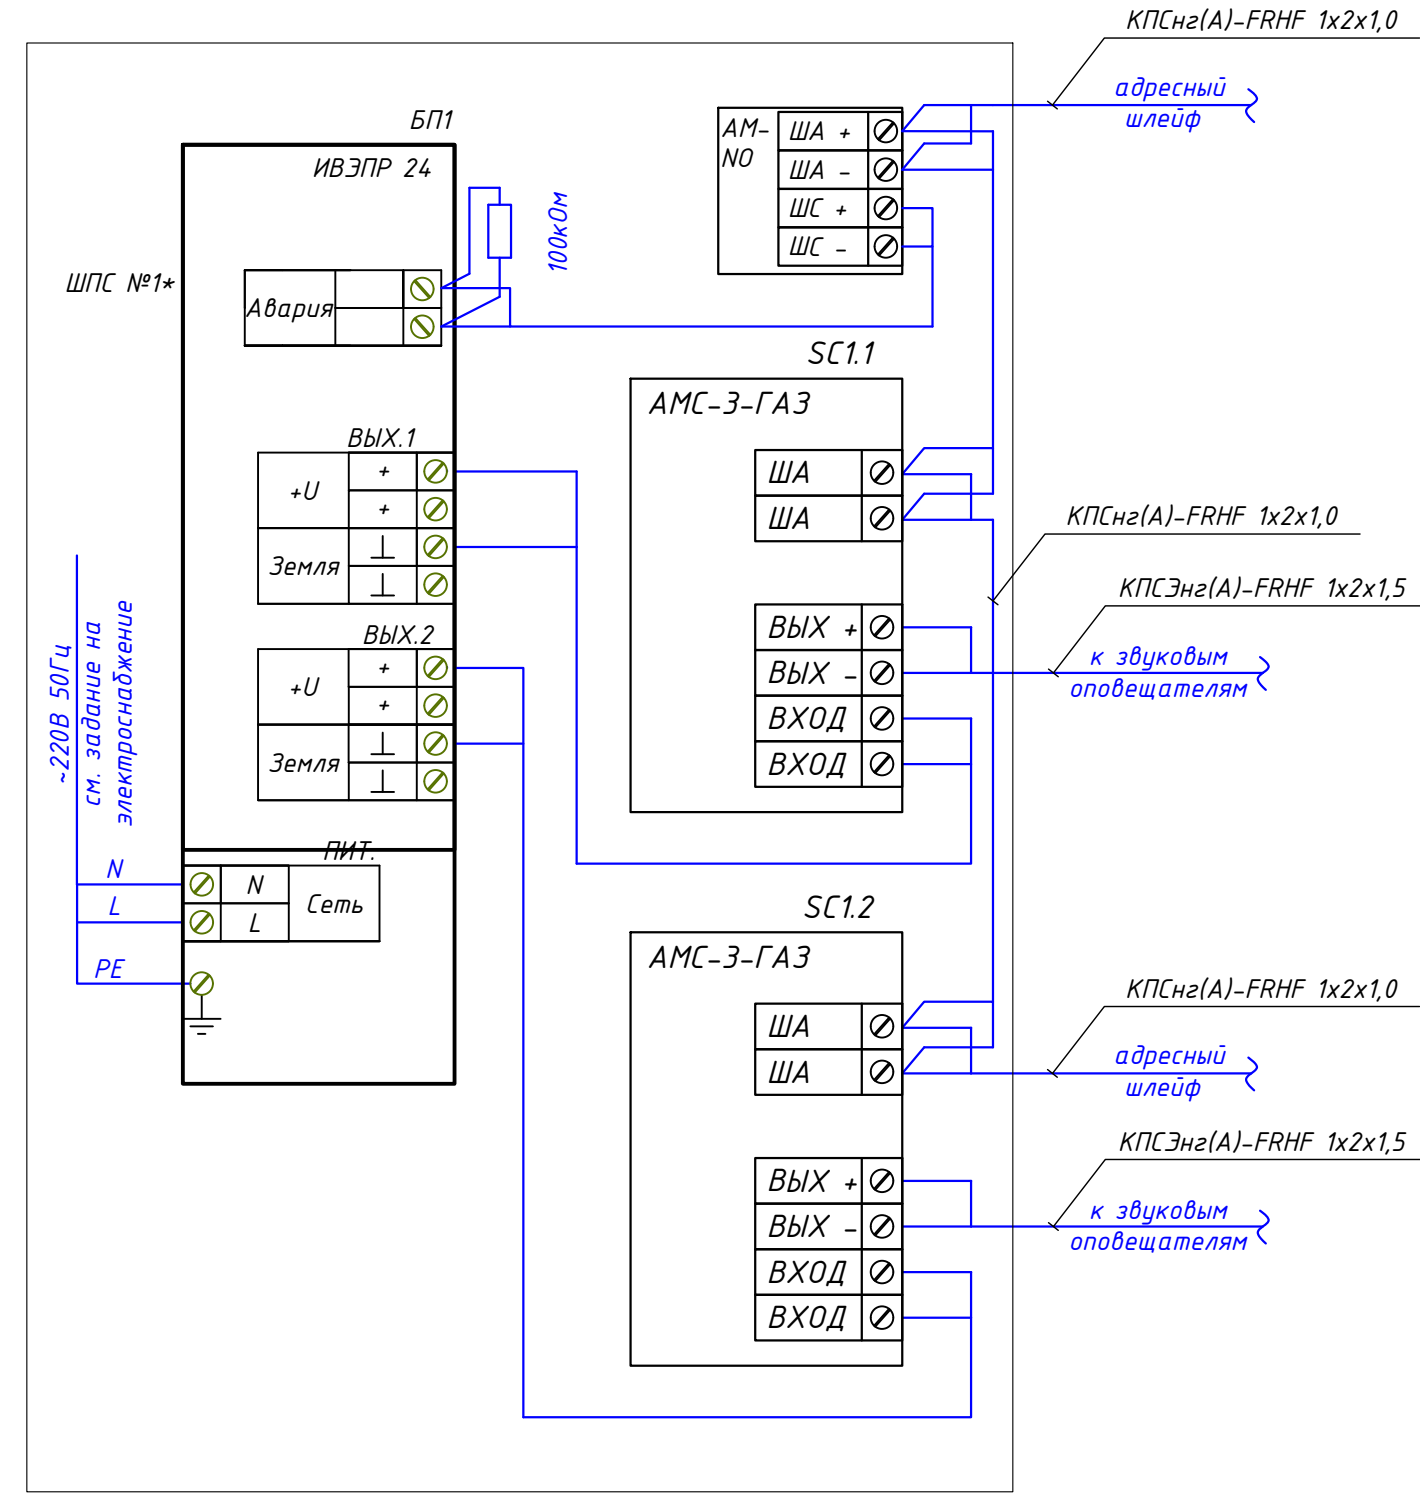 КПСнг(А)-FRHF 1х2х1,0
адресный
шлейф
БП1
ИВЭПР 24
100кОм
ШПС №1*
Авария
АМ-
NO
ША +
ША -
ШС +
ШС -
SC1.1
АМС-3-ГАЗ
ША
ША
ВЫХ +
ВЫХ -
ВХОД
ВХОД
ВЫХ.1
+U
+
+
Земля
ВЫХ.2
+U
+
+
Земля
КПСнг(А)-FRHF 1х2х1,0
КПСЭнг(А)-FRHF 1х2х1,5
к звуковым
оповещателям
~220В 50Гц
см. задание на
электроснабжение
ПИТ.
N
N
Сеть
L
L
PE
SC1.2
АМС-3-ГАЗ
ША
ША
ВЫХ +
ВЫХ -
ВХОД
ВХОД
КПСнг(А)-FRHF 1х2х1,0
адресный
шлейф
КПСЭнг(А)-FRHF 1х2х1,5
к звуковым
оповещателям